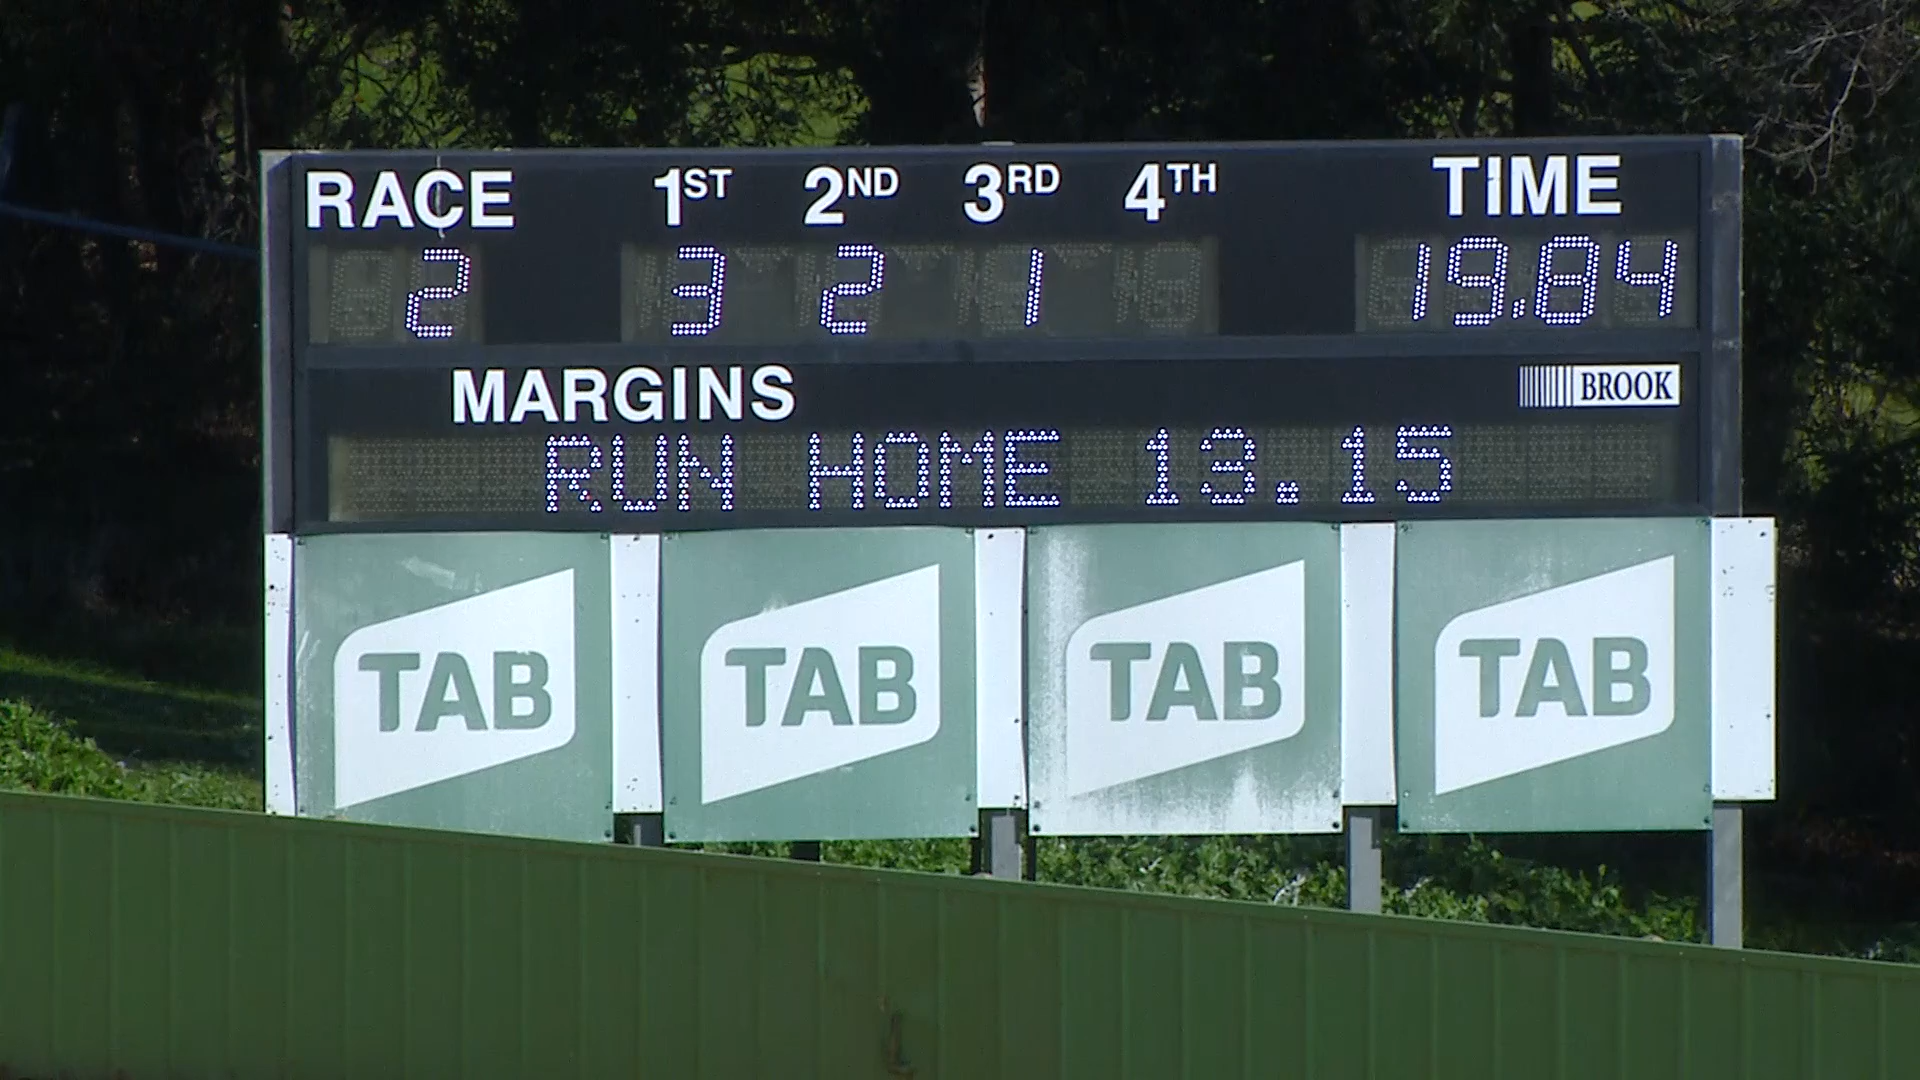 RACE 1ST 2ND 3RD 4TH TIME
2 3 2 1 19.84
MARGINS BROOK
RUN HOME 13.15
TAB TAB TAB TAB